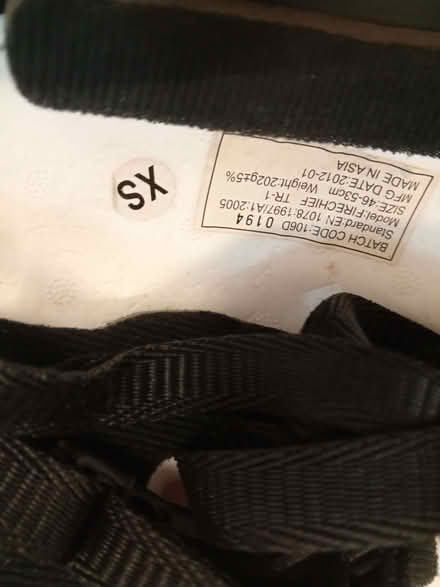 BATCH CODE:106D 0194
Standard:EN 1078:1997/A1:2005
Model:FIRECHIEF TR-1
SIZE:46-53cm Weight:202g±5%
MFG DATE:2012-01
MADE IN ASIA
XS